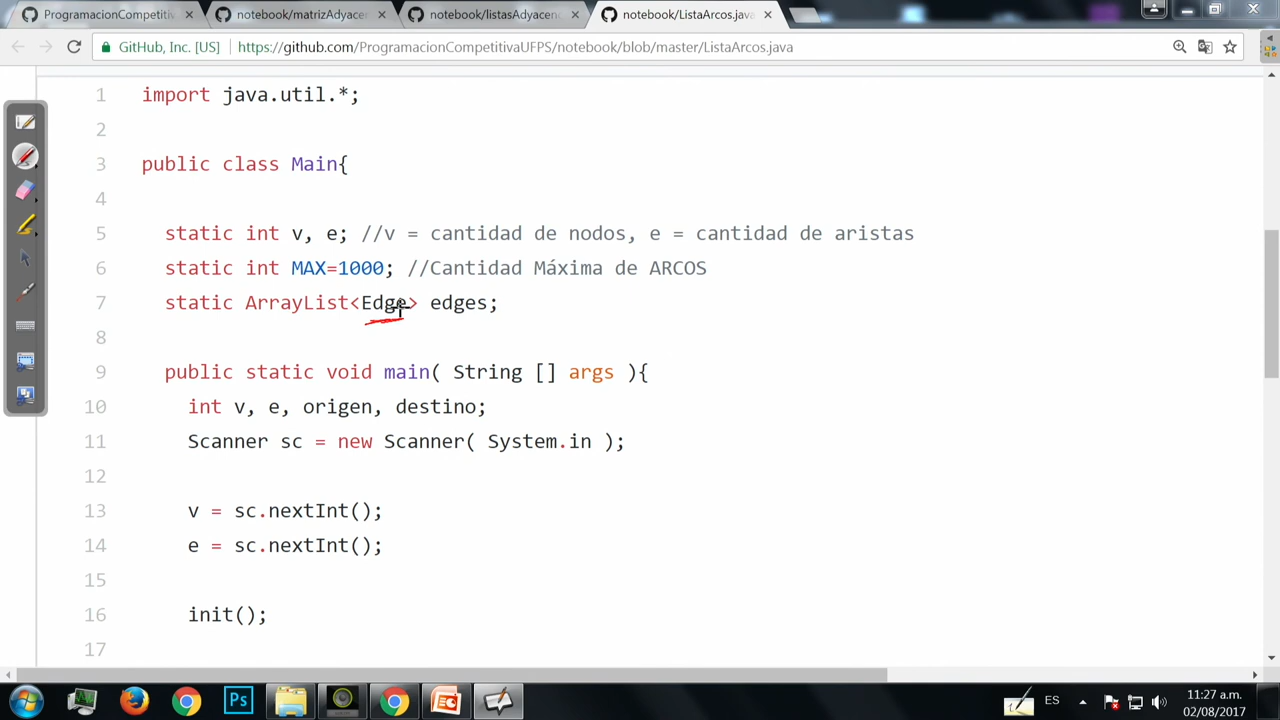 ProgramacionCompetitiv
notebook/matrizAdyace
notebook/listasAdyacen
notebook/ListaArcos.java
GitHub, Inc. [US]
https://github.com/ProgramacionCompetitivaUFPS/notebook/blob/master/ListaArcos.java
1 import java.util.*;
2
3 public class Main{
4
5 static int v, e; //v = cantidad de nodos, e = cantidad de aristas
6 static int MAX=1000; //Cantidad Máxima de ARCOS
7 static ArrayList<Edge> edges;
8
9 public static void main( String [] args ){
10 int v, e, origen, destino;
11 Scanner sc = new Scanner( System.in );
12
13 v = sc.nextInt();
14 e = sc.nextInt();
15
16 init();
17
Ps
ES
11:27 a.m.
02/08/2017